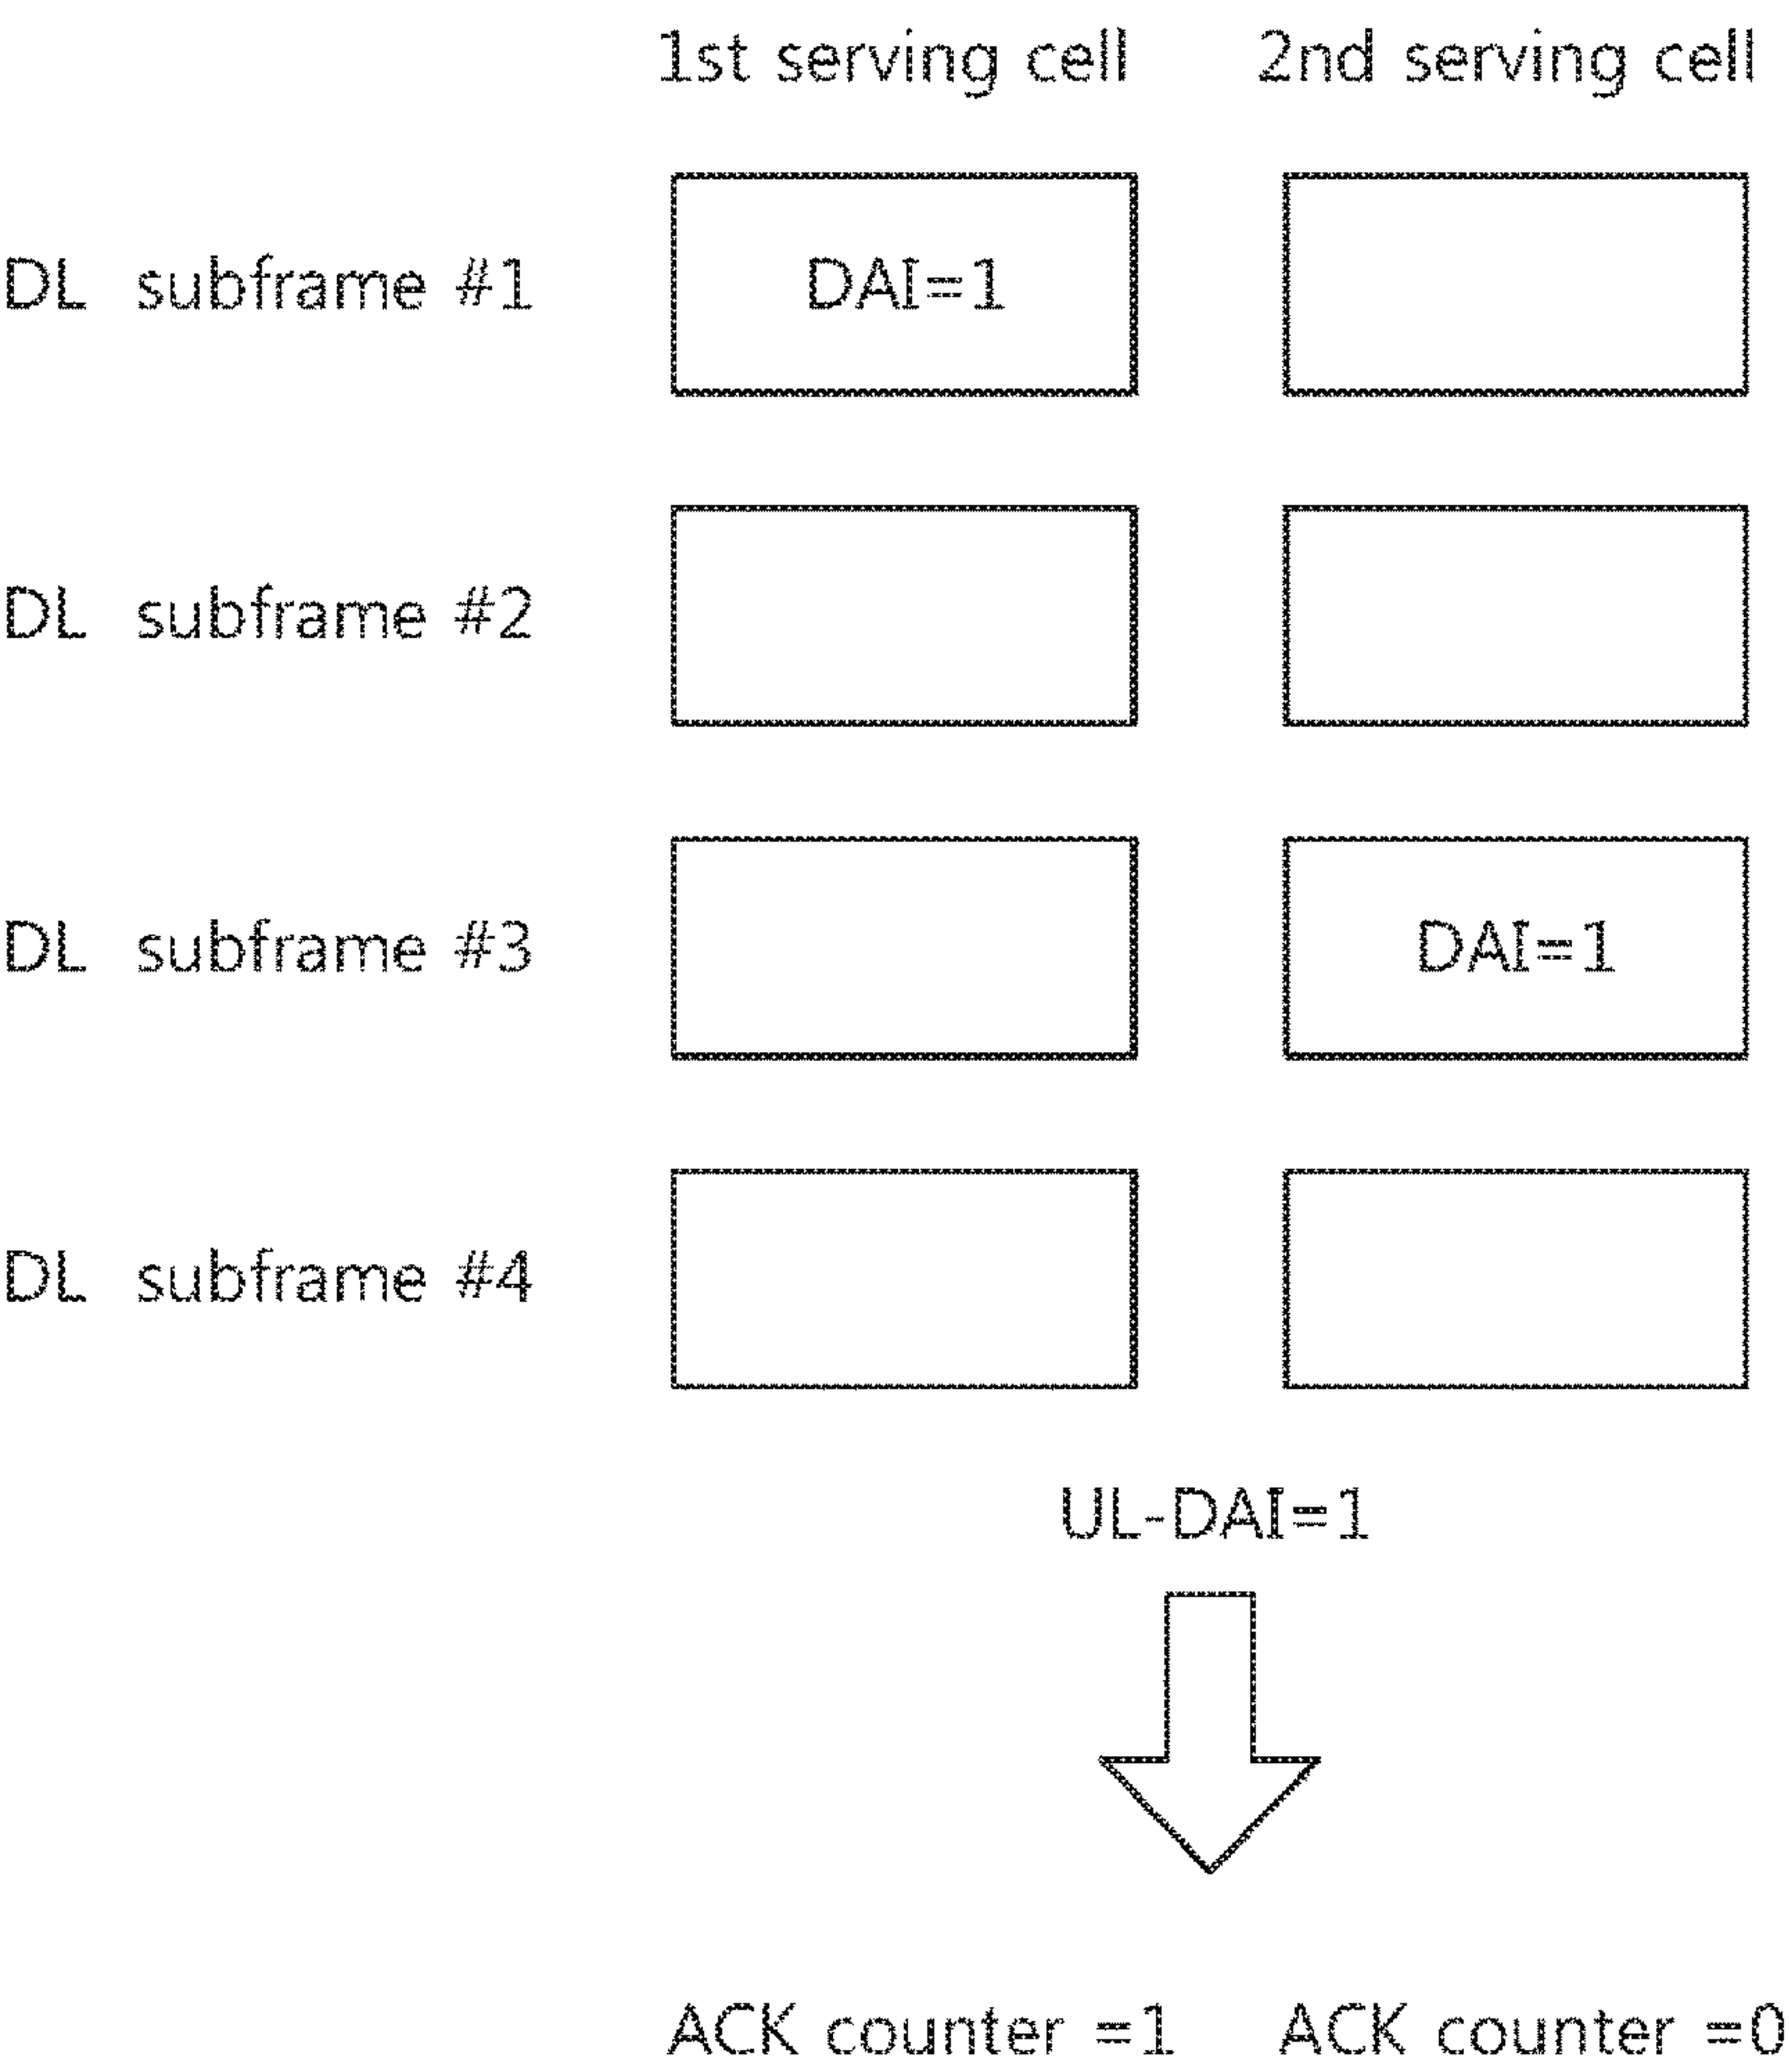 1st serving cell 2nd serving cell
DL subframe #1 DAI=1
DL subframe #2
DL subframe #3 DAI=1
DL subframe #4
UL-DAI=1
ACK counter =1 ACK counter =0